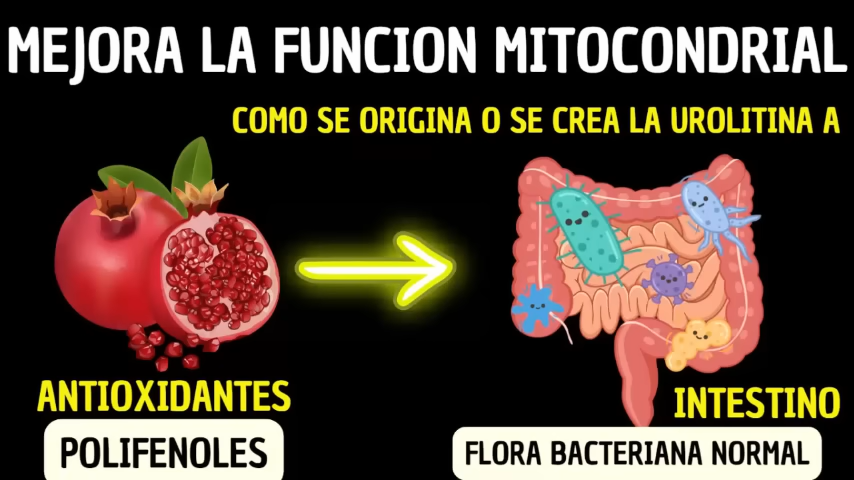 MEJORA LA FUNCION MITOCONDRIAL
COMO SE ORIGINA O SE CREA LA UROLITINA A
ANTIOXIDANTES
POLIFENOLES
INTESTINO
FLORA BACTERIANA NORMAL